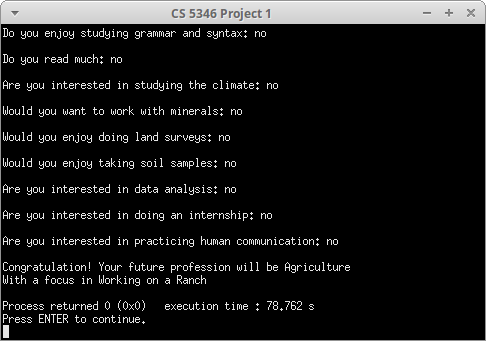 CS 5346 Project 1
Do you enjoy studying grammar and syntax: no
Do you read much: no
Are you interested in studying the climate: no
Would you want to work with minerals: no
Would you enjoy doing land surveys: no
Would you enjoy taking soil samples: no
Are you interested in data analysis: no
Are you interested in doing an internship: no
Are you interested in practicing human communication: no
Congratulation! Your future profession will be Agriculture
With a focus in Working on a Ranch
Process returned 0 (0x0)   execution time : 78.762 s
Press ENTER to continue.